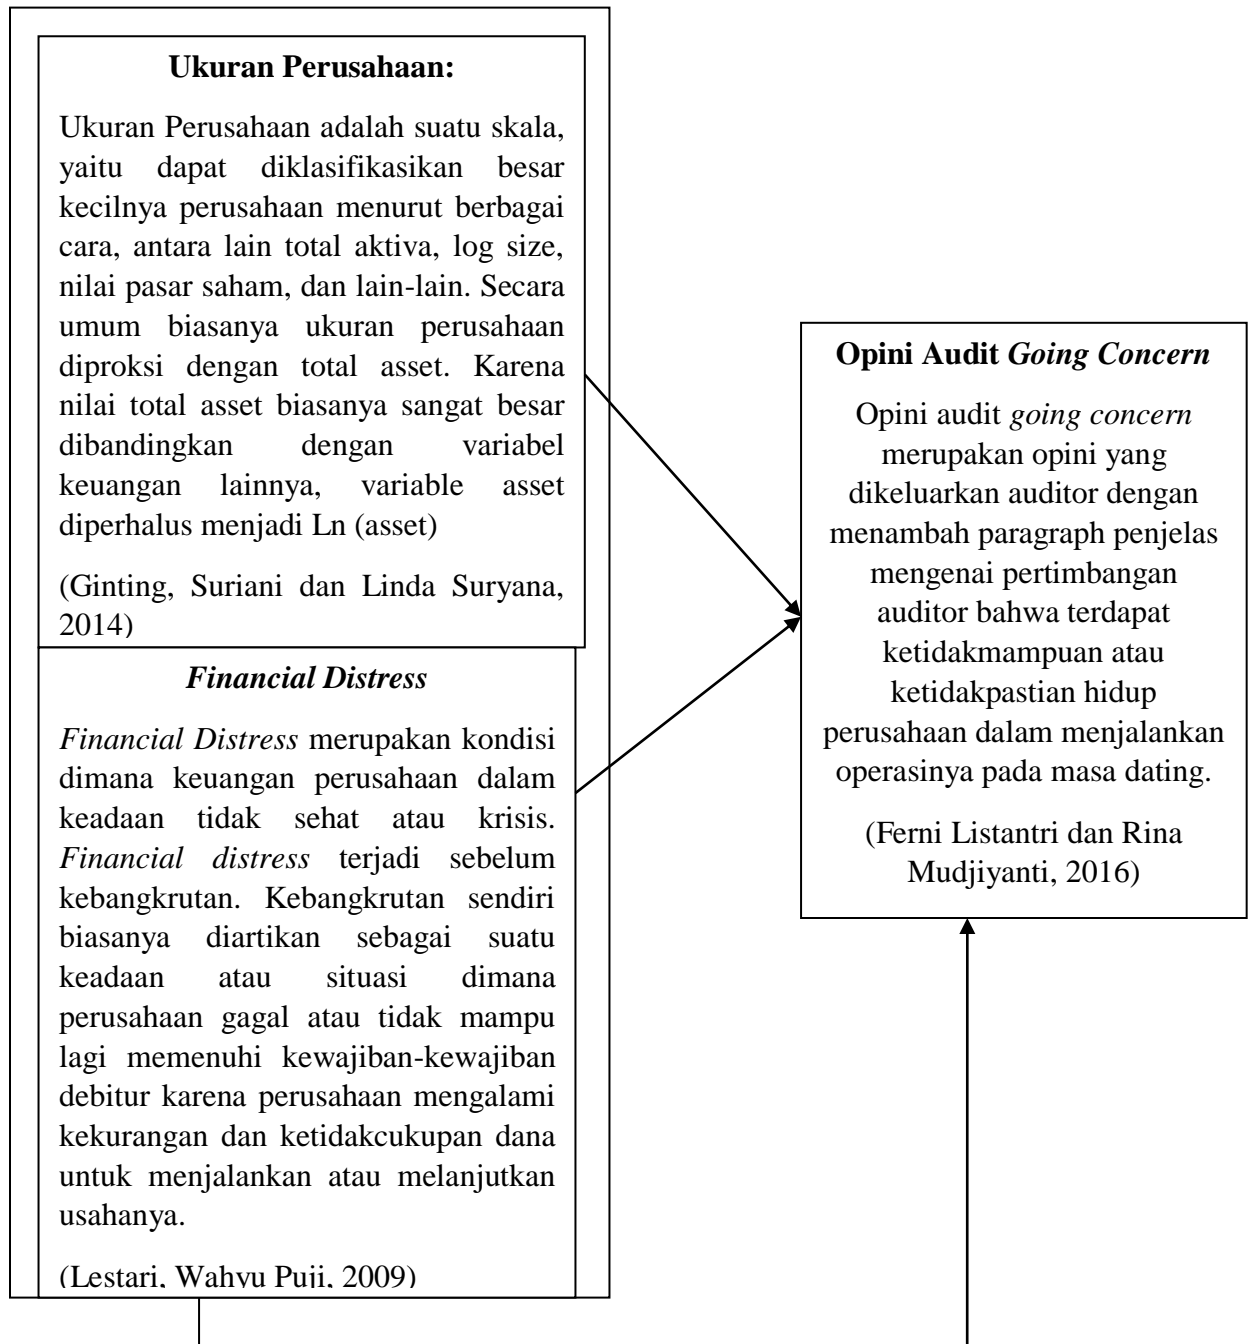 Ukuran Perusahaan:
Ukuran Perusahaan adalah suatu skala,
yaitu dapat diklasifikasikan besar
kecilnya perusahaan menurut berbagai
cara, antara lain total aktiva, log size,
nilai pasar saham, dan lain-lain. Secara
umum biasanya ukuran perusahaan
diproksi dengan total asset. Karena
nilai total asset biasanya sangat besar
dibandingkan dengan variabel
keuangan lainnya, variable asset
diperhalus menjadi Ln (asset)
(Ginting, Suriani dan Linda Suryana,
2014)
Financial Distress
Financial Distress merupakan kondisi
dimana keuangan perusahaan dalam
keadaan tidak sehat atau krisis.
Financial distress terjadi sebelum
kebangkrutan. Kebangkrutan sendiri
biasanya diartikan sebagai suatu
keadaan atau situasi dimana
perusahaan gagal atau tidak mampu
lagi memenuhi kewajiban-kewajiban
debitur karena perusahaan mengalami
kekurangan dan ketidakcukupan dana
untuk menjalankan atau melanjutkan
usahanya.
(Lestari, Wahyu Puji, 2009)
Opini Audit Going Concern
Opini audit going concern
merupakan opini yang
dikeluarkan auditor dengan
menambah paragraph penjelas
mengenai pertimbangan
auditor bahwa terdapat
ketidakmampuan atau
ketidakpastian hidup
perusahaan dalam menjalankan
operasinya pada masa dating.
(Ferni Listantri dan Rina
Mudjiyanti, 2016)